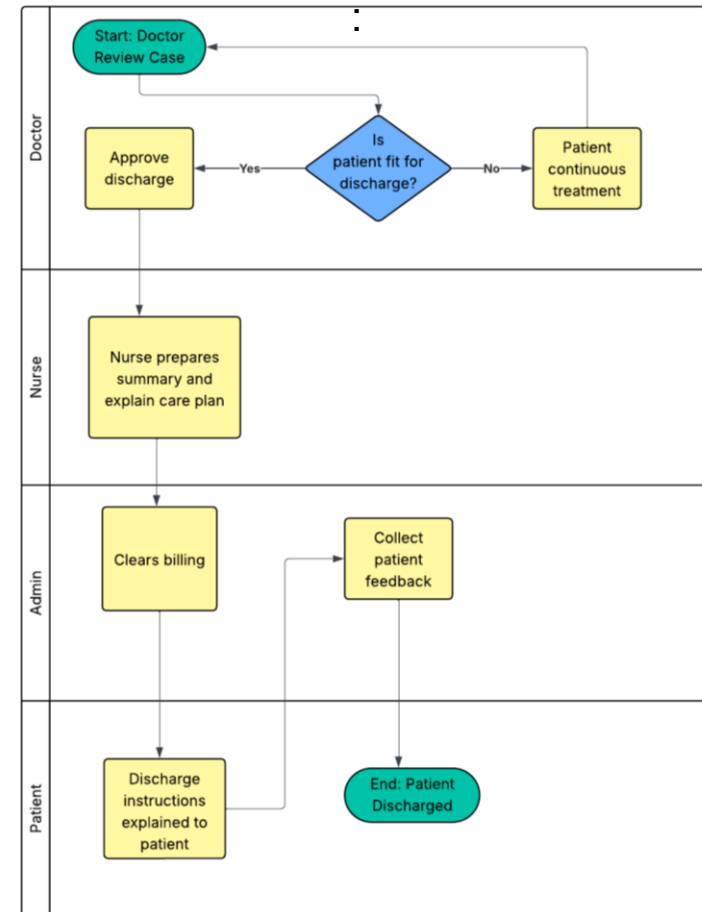 Start: Doctor
Review Case
Doctor
Approve
discharge
Yes
Is
patient fit for
discharge?
No
Patient
continuous
treatment
Nurse
Nurse prepares
summary and
explain care plan
Admin
Clears billing
Collect
patient
feedback
Patient
Discharge
instructions
explained to
patient
End: Patient
Discharged